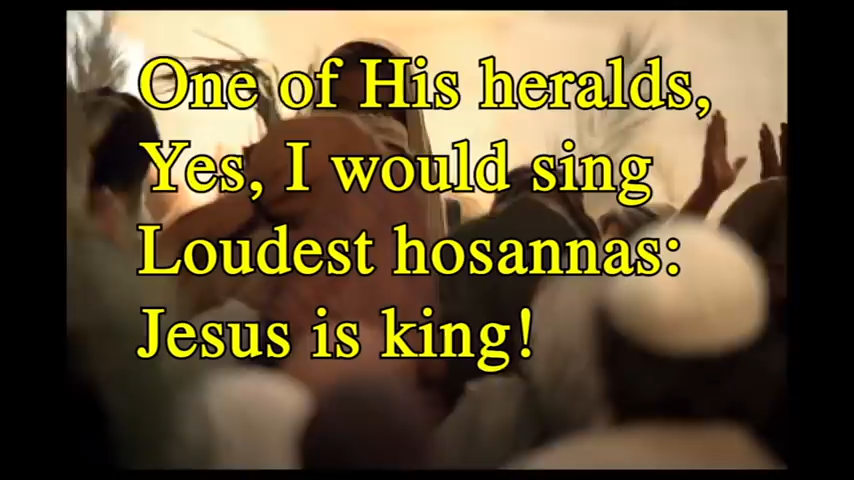 One of His heralds,
Yes, I would sing
Loudest hosannas:
Jesus is king!